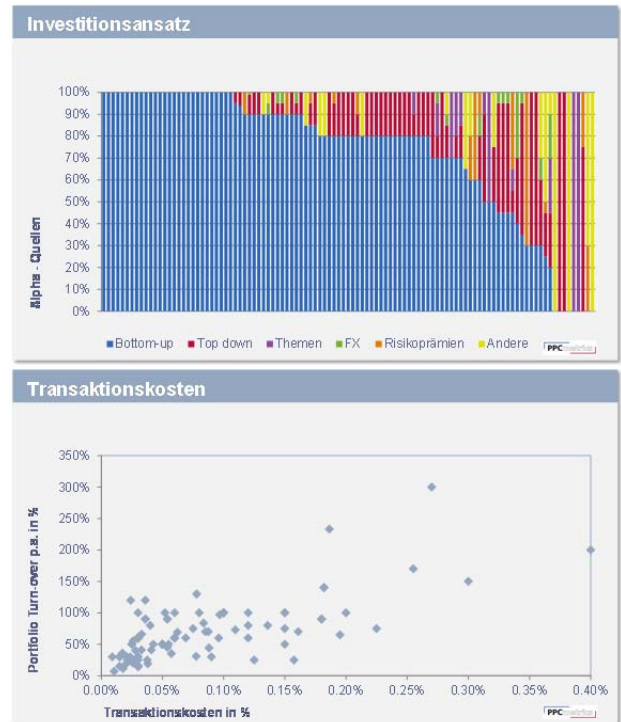 Investitionsansatz
100%
90%
80%
70%
60%
50%
40%
30%
20%
10%
0%
Alpha - Quellen
Bottom-up Top down Themen FX Risikoprämien Andere
PPCmetrics
Transaktionskosten
350%
300%
250%
200%
150%
100%
50%
0%
Portfolio Turn-over p.a. in %
0.00% 0.05% 0.10% 0.15% 0.20% 0.25% 0.30% 0.35% 0.40%
Transaktionskosten in %
PPCmetrics